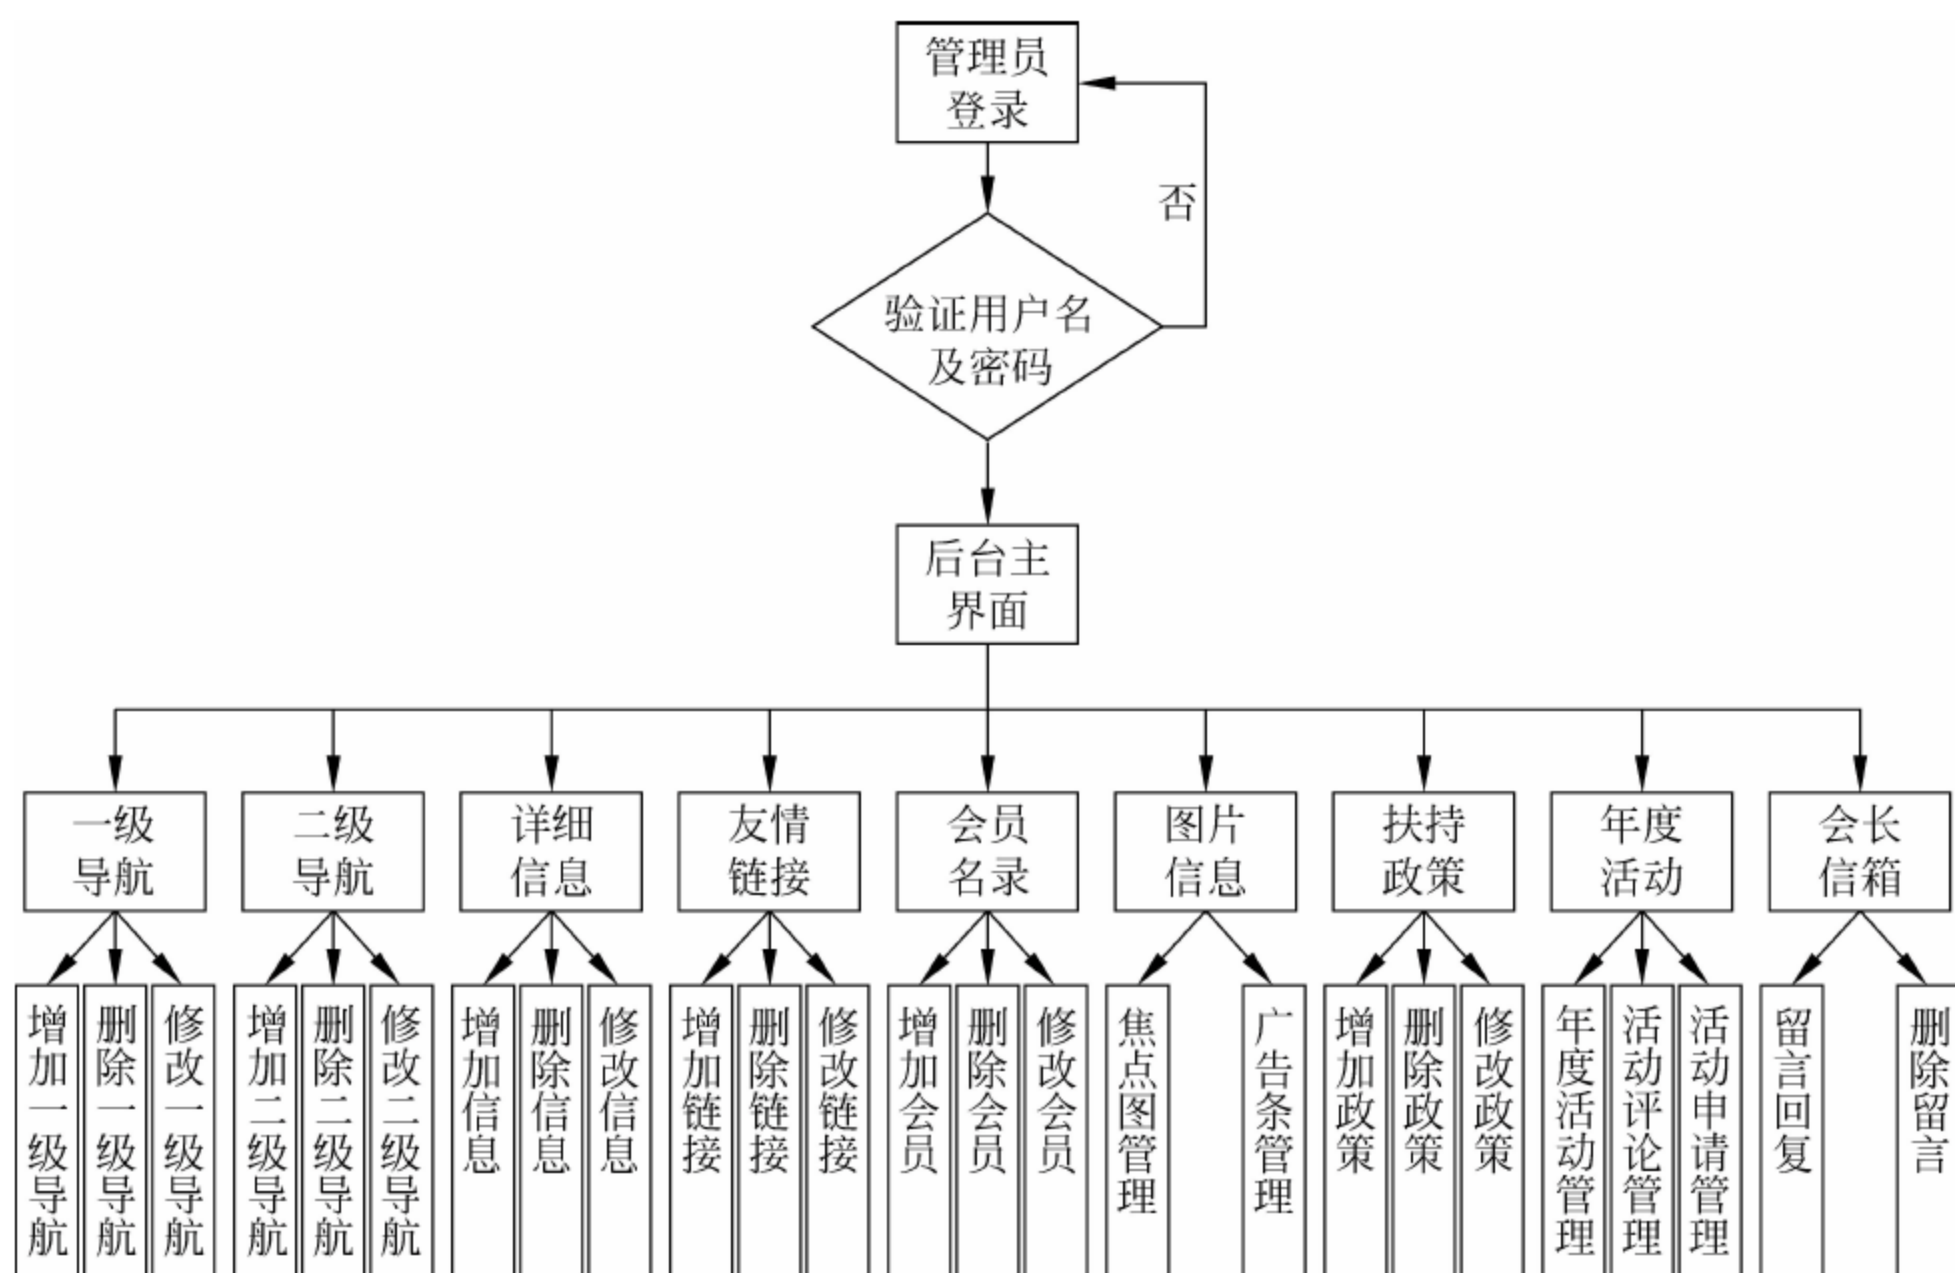 管理员
登录
否
验证用户名
及密码
后台主
界面
一级
导航
二级
导航
详细
信息
友情
链接
会员
名录
图片
信息
扶持
政策
年度
活动
会长
信箱
增加一级导航
删除一级导航
修改一级导航
增加二级导航
删除二级导航
修改二级导航
增加信息
删除信息
修改信息
增加链接
删除链接
修改链接
增加会员
删除会员
修改会员
焦点图管理
广告条管理
增加政策
删除政策
修改政策
年度活动管理
活动评论管理
活动申请管理
留言回复
删除留言